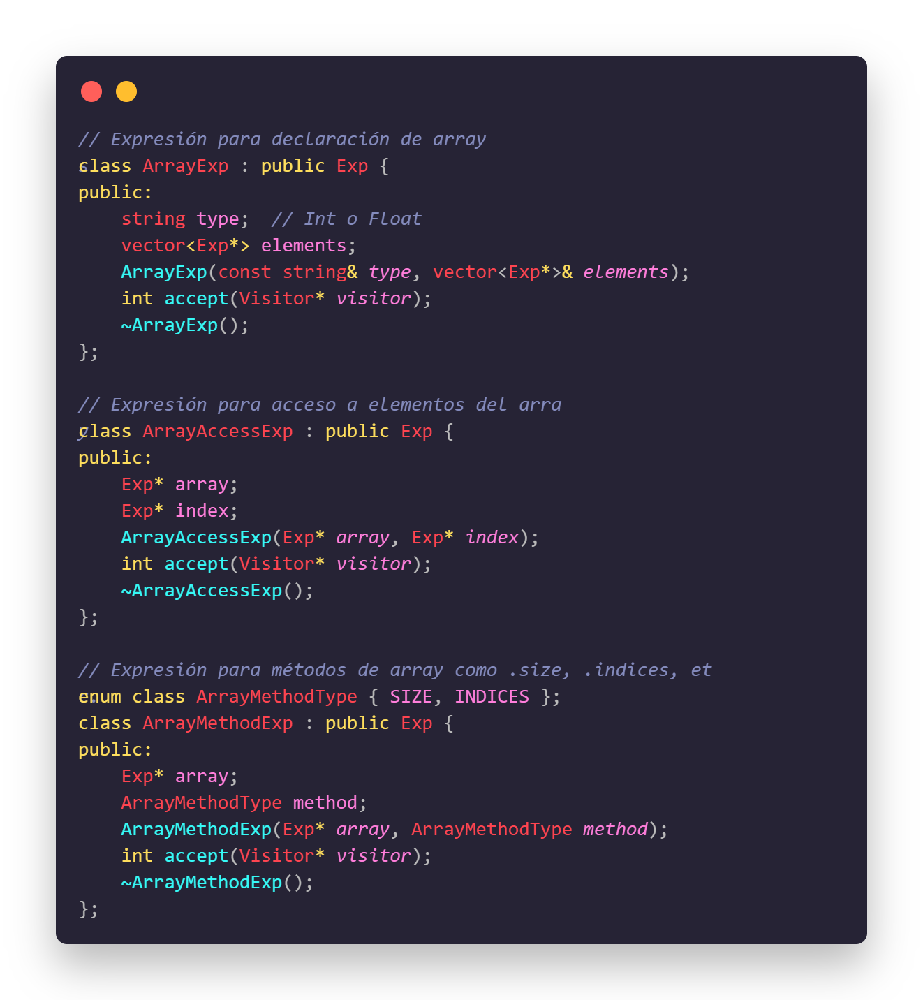 // Expresión para declaración de array
class ArrayExp : public Exp {
public:
    string type;  // Int o Float
    vector<Exp*> elements;
    ArrayExp(const string& type, vector<Exp*>& elements);
    int accept(Visitor* visitor);
    ~ArrayExp();
};

// Expresión para acceso a elementos del arra
y
class ArrayAccessExp : public Exp {
public:
    Exp* array;
    Exp* index;
    ArrayAccessExp(Exp* array, Exp* index);
    int accept(Visitor* visitor);
    ~ArrayAccessExp();
};

// Expresión para métodos de array como .size, .indices, et
enum class ArrayMethodType { SIZE, INDICES };
class ArrayMethodExp : public Exp {
public:
    Exp* array;
    ArrayMethodType method;
    ArrayMethodExp(Exp* array, ArrayMethodType method);
    int accept(Visitor* visitor);
    ~ArrayMethodExp();
};